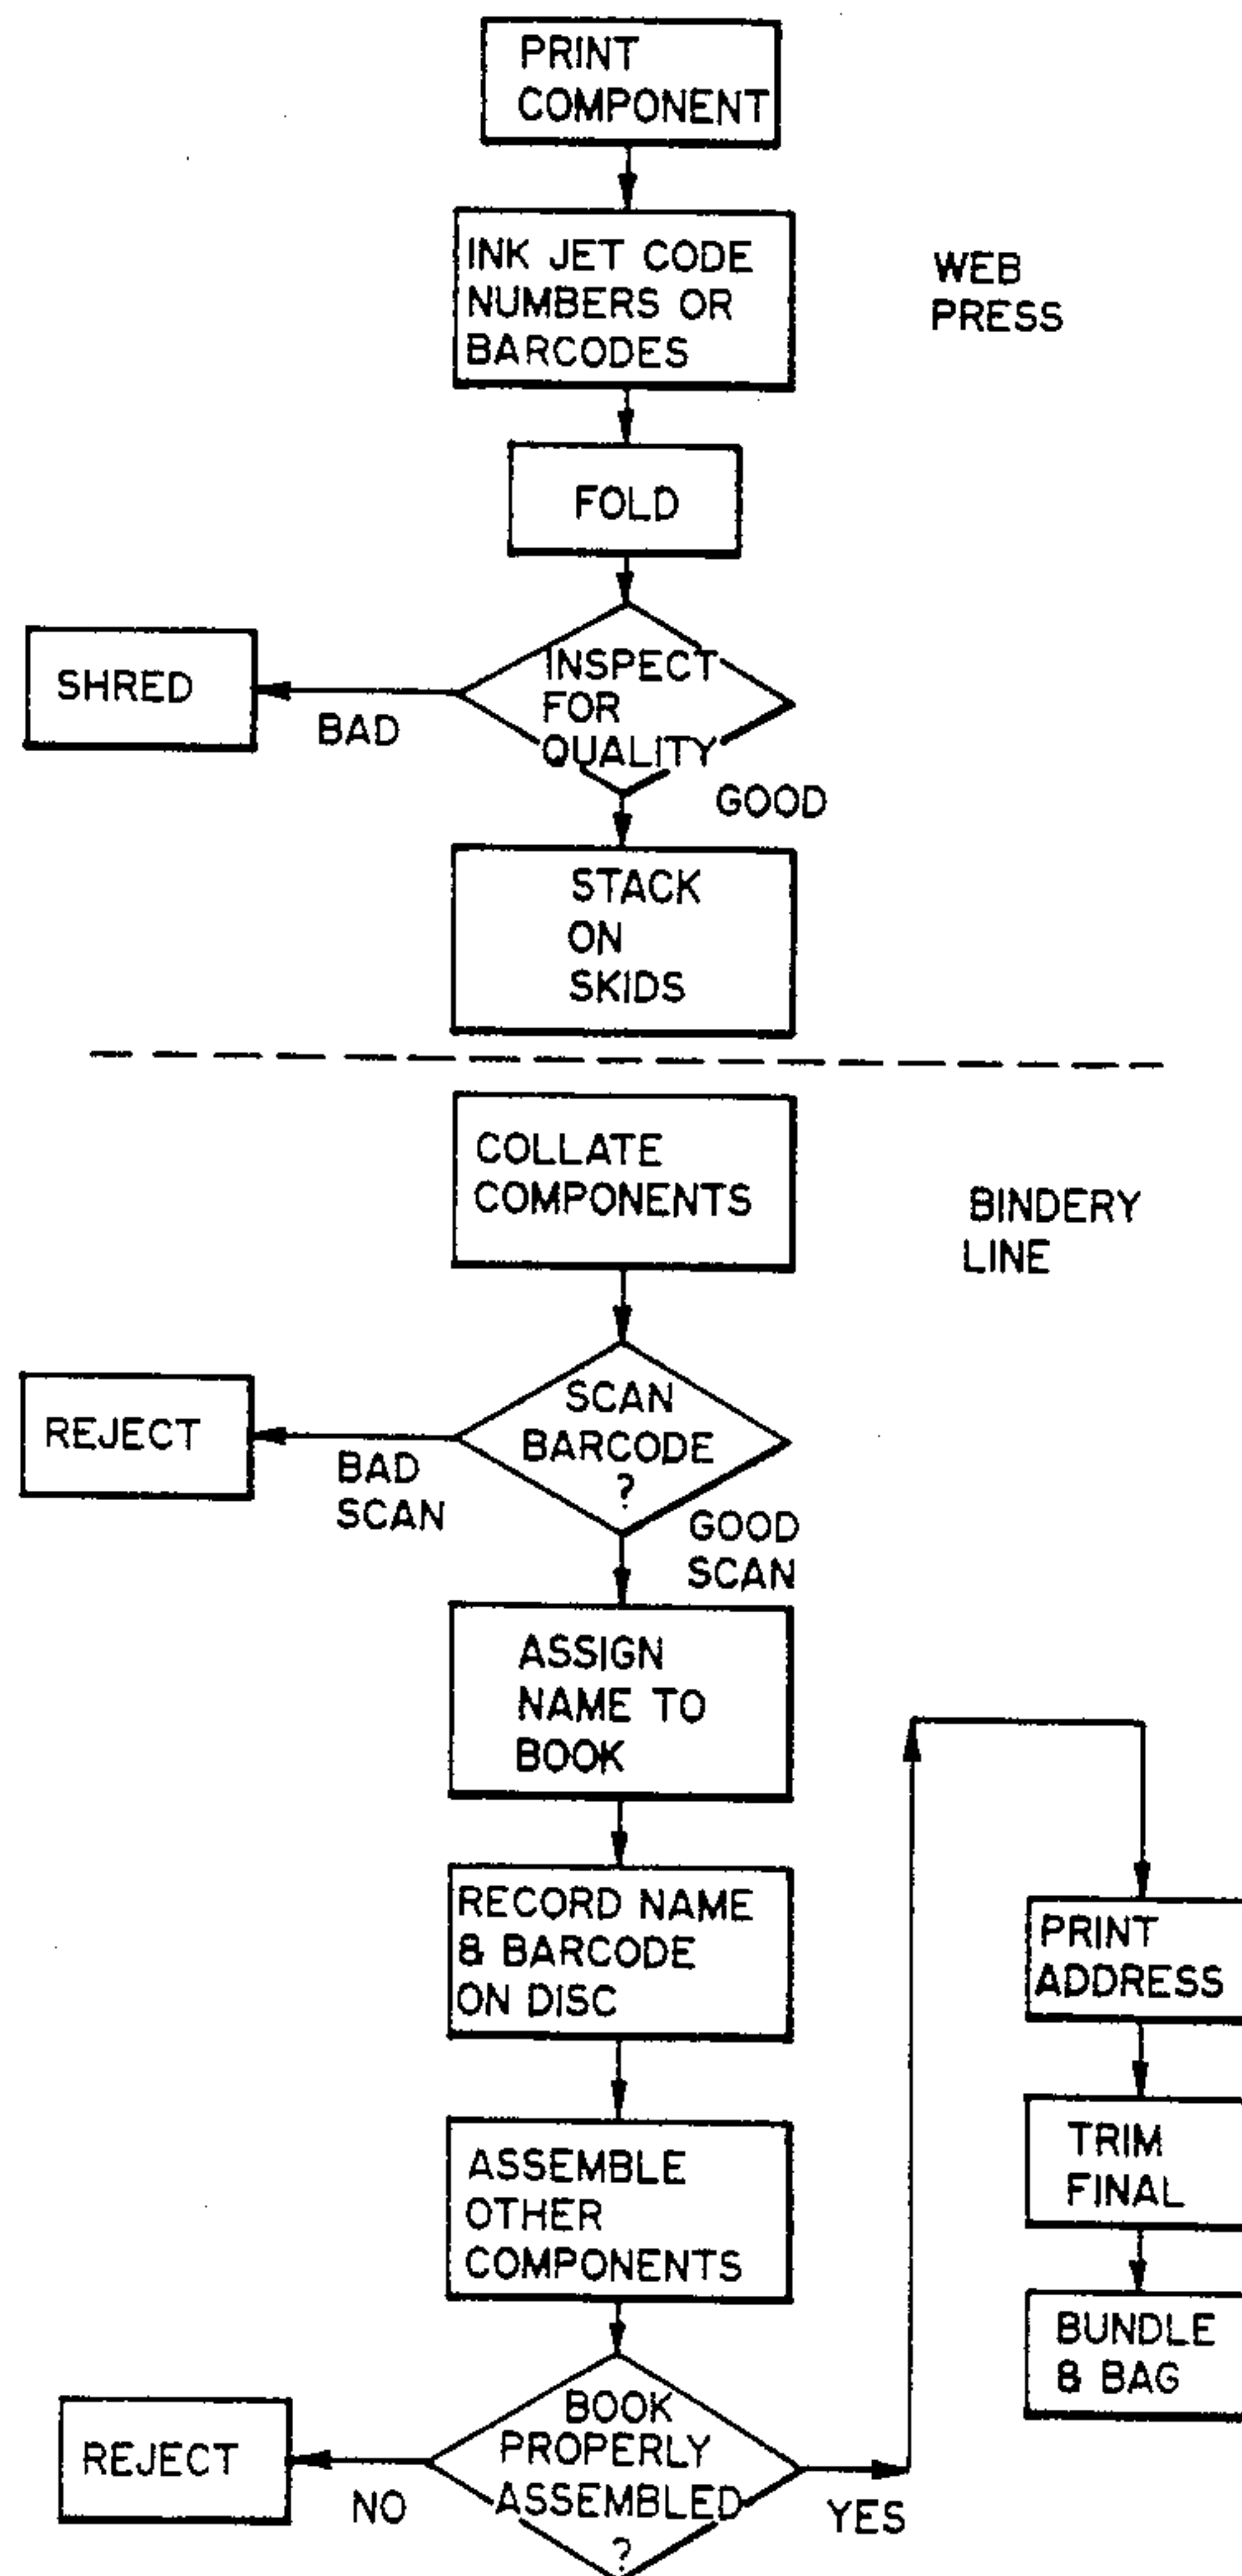 PRINT
COMPONENT
INK JET CODE
NUMBERS OR
BARCODES
WEB
PRESS
FOLD
INSPECT
FOR
QUALITY
SHRED
BAD
GOOD
STACK
ON
SKIDS
COLLATE
COMPONENTS
BINDERY
LINE
SCAN
BARCODE
?
REJECT
BAD
SCAN
GOOD
SCAN
ASSIGN
NAME TO
BOOK
RECORD NAME
& BARCODE
ON DISC
ASSEMBLE
OTHER
COMPONENTS
BOOK
PROPERLY
ASSEMBLED
?
REJECT
NO
YES
PRINT
ADDRESS
TRIM
FINAL
BUNDLE
& BAG